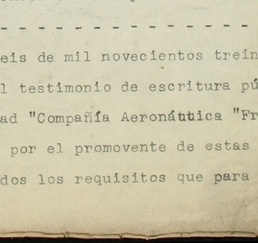 - - - - - - - - - - - - - - -
eis de mil novecientos trein
l testimonio de escritura pú
ad "Compañía Aeronáutica "Fr
por el promovente de estas
dos los requisitos que para